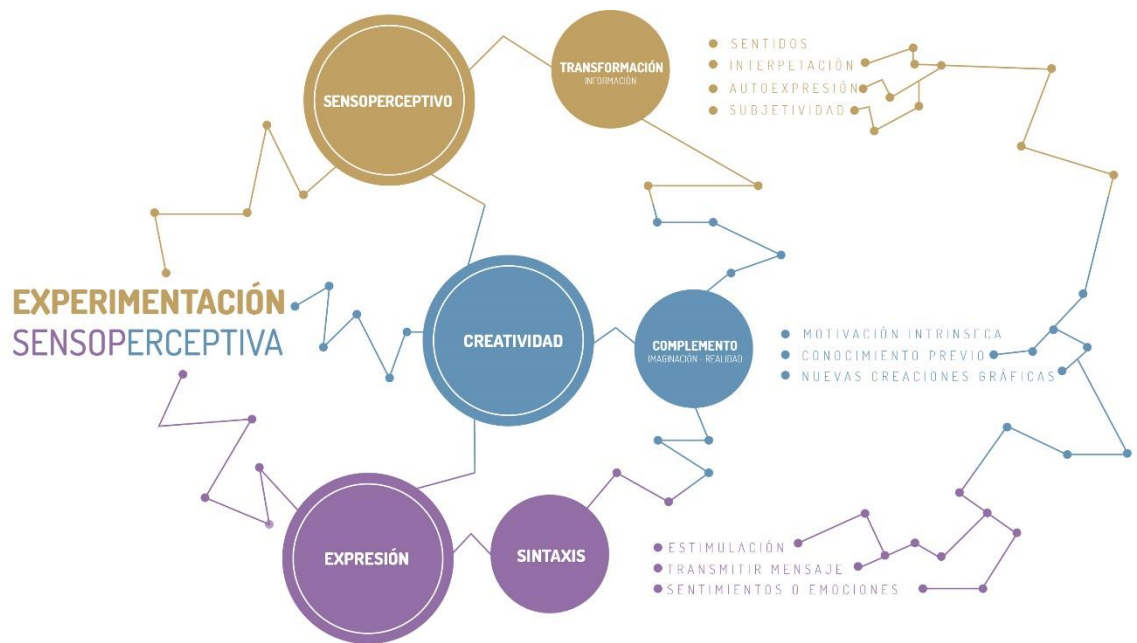 SENSOPERCEPTIVO
TRANSFORMACIÓN
INFORMACIÓN
SENTIDOS
INTERPETACIÓN
AUTOEXPRESIÓN
SUBJETIVIDAD
EXPERIMENTACIÓN
SENSOPERCEPTIVA
CREATIVIDAD
COMPLEMENTO
IMAGINACIÓN - REALIDAD
MOTIVACIÓN INTRINSECA
CONOCIMIENTO PREVIO
NUEVAS CREACIONES GRÁFICAS
EXPRESIÓN
SINTAXIS
ESTIMULACIÓN
TRANSMITIR MENSAJE
SENTIMIENTOS O EMOCIONES